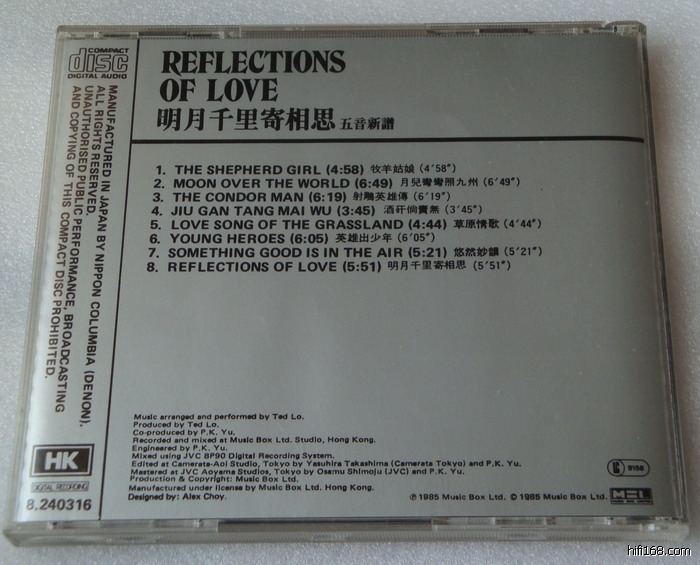 COMPACT
disc
DIGITAL AUDIO
MANUFACTURED IN JAPAN BY NIPPON COLUMBIA (DENON).
ALL RIGHTS RESERVED.
UNAUTHORISED PUBLIC PERFORMANCE, BROADCASTING
AND COPYING OF THIS COMPACT DISC PROHIBITED.
HK
DIGITAL RECORDING
8.240316
REFLECTIONS
OF LOVE
明月千里寄相思 五音新譜
1. THE SHEPHERD GIRL (4:58) 牧羊姑娘 (4'58")
2. MOON OVER THE WORLD (6:49) 月兒彎彎照九州 (6'49")
3. THE CONDOR MAN (6:19) 射鵰英雄傳 (6'19")
4. JIU GAN TANG MAI WU (3:45) 酒矸倘賣無 (3'45")
5. LOVE SONG OF THE GRASSLAND (4:44) 草原情歌 (4'44")
6. YOUNG HEROES (6:05) 英雄出少年 (6'05")
7. SOMETHING GOOD IS IN THE AIR (5:21) 悠然妙韻 (5'21")
8. REFLECTIONS OF LOVE (5:51) 明月千里寄相思 (5'51")
Music arranged and performed by Ted Lo.
Produced by Ted Lo.
Co-produced by P.K. Yu.
Recorded and mixed at Music Box Ltd. Studio, Hong Kong.
Engineered by P.K. Yu.
Mixed using JVC BP90 Digital Recording System.
Edited at Camerata-Aoi Studio, Tokyo by Yasuhira Takashima (Camerata Tokyo) and P.K. Yu.
Mastered at JVC Aoyama Studios, Tokyo by Osamu Shimoju (JVC) and P.K. Yu.
Production & Copyright: Music Box Ltd.
Manufactured under license by Music Box Ltd. Hong Kong.
Designed by: Alex Choy.
℗ 1985 Music Box Ltd. © 1985 Music Box Ltd.
9158
MBL
hifi168.com